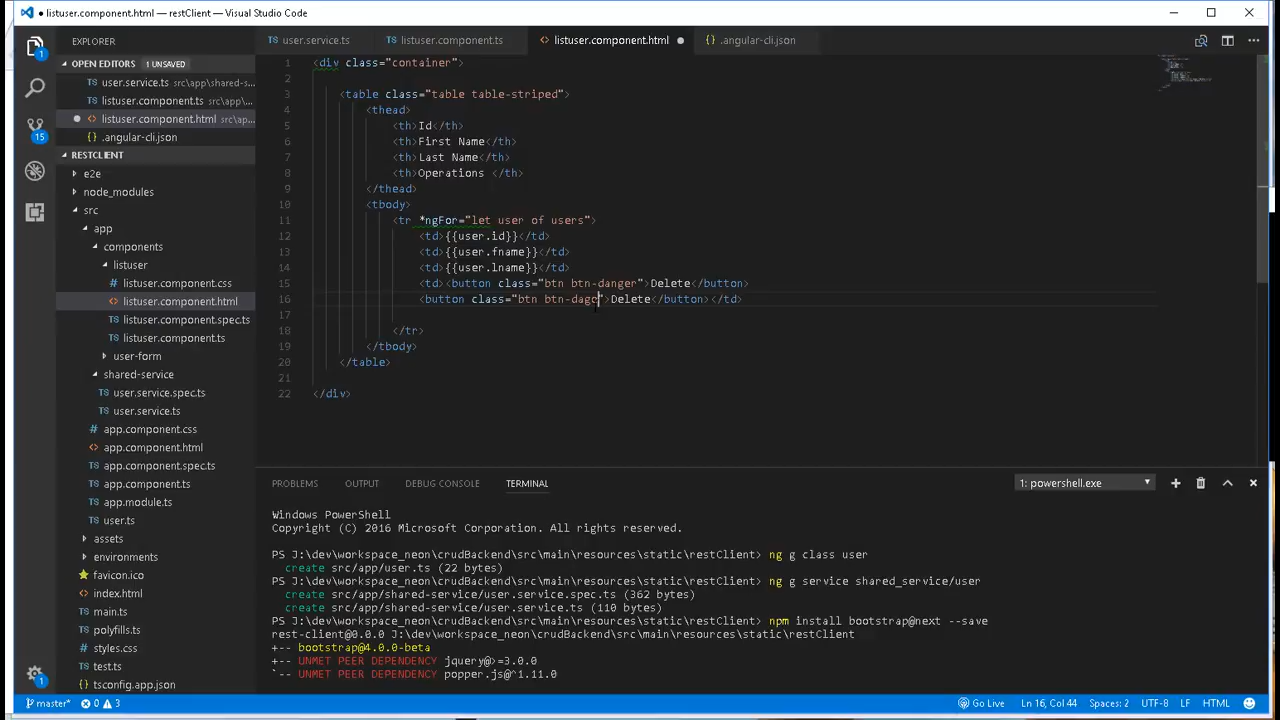 listuser.component.html — restClient — Visual Studio Code
EXPLORER
user.service.ts
listuser.component.ts
listuser.component.html
{} .angular-cli.json
OPEN EDITORS 1 UNSAVED
TS user.service.ts src\app\shared-s...
TS listuser.component.ts src\app\...
<> listuser.component.html src\ap...
{} .angular-cli.json
RESTCLIENT
e2e
node_modules
src
app
components
listuser
# listuser.component.css
<> listuser.component.html
TS listuser.component.spec.ts
TS listuser.component.ts
user-form
shared-service
TS user.service.spec.ts
TS user.service.ts
# app.component.css
<> app.component.html
TS app.component.spec.ts
TS app.component.ts
TS app.module.ts
TS user.ts
assets
environments
favicon.ico
<> index.html
TS main.ts
TS polyfills.ts
# styles.css
TS test.ts
{} tsconfig.app.json
1
15
1
1 <div class="container">
2
3 <table class="table table-striped">
4 <thead>
5 <th>Id</th>
6 <th>First Name</th>
7 <th>Last Name</th>
8 <th>Operations </th>
9 </thead>
10 <tbody>
11 <tr *ngFor="let user of users">
12 <td>{{user.id}}</td>
13 <td>{{user.fname}}</td>
14 <td>{{user.lname}}</td>
15 <td><button class="btn btn-danger">Delete</button>
16 <button class="btn btn-dagc">Delete</button></td>
17
18 </tr>
19 </tbody>
20 </table>
21
22 </div>
PROBLEMS OUTPUT DEBUG CONSOLE TERMINAL 1: powershell.exe
Windows PowerShell
Copyright (C) 2016 Microsoft Corporation. All rights reserved.
PS J:\dev\workspace_neon\crudBackend\src\main\resources\static\restClient> ng g class user
create src/app/user.ts (22 bytes)
PS J:\dev\workspace_neon\crudBackend\src\main\resources\static\restClient> ng g service shared_service/user
create src/app/shared-service/user.service.spec.ts (362 bytes)
create src/app/shared-service/user.service.ts (110 bytes)
PS J:\dev\workspace_neon\crudBackend\src\main\resources\static\restClient> npm install bootstrap@next --save
rest-client@0.0.0 J:\dev\workspace_neon\crudBackend\src\main\resources\static\restClient
+-- bootstrap@4.0.0-beta
+-- UNMET PEER DEPENDENCY jquery@>=3.0.0
`-- UNMET PEER DEPENDENCY popper.js@^1.11.0
master* 0 3 Go Live Ln 16, Col 44 Spaces: 2 UTF-8 LF HTML